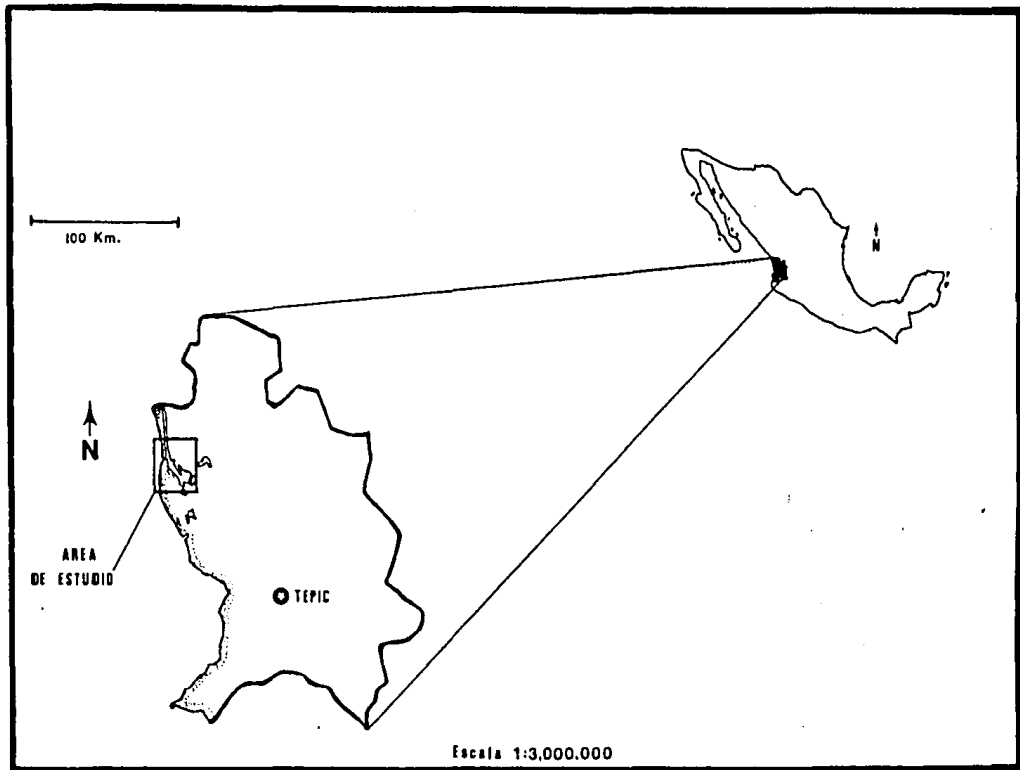 100 Km.
N
N
AREA
DE ESTUDIO
TEPIC
Escala 1:3,000,000